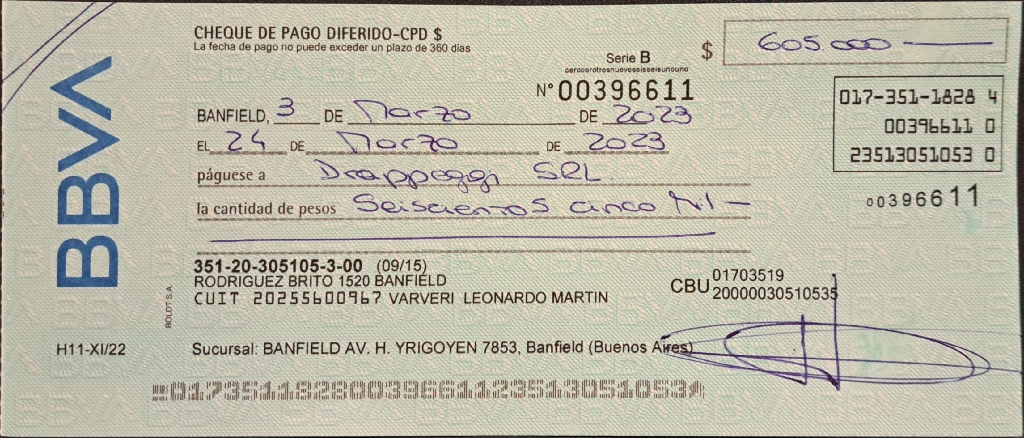 BBVA
CHEQUE DE PAGO DIFERIDO-CPD $
La fecha de pago no puede exceder un plazo de 360 días
Serie B
cerocerotresnueveseisseisunouno
N° 00396611
$ 605.000
BANFIELD, 3 DE Marzo DE 2023
EL 24 DE Marzo DE 2023
páguese a Drappeggi SRL
la cantidad de pesos Seiscientos cinco Mil
017-351-1828 4
00396611 0
23513051053 0
00396611
351-20-305105-3-00 (09/15)
RODRIGUEZ BRITO 1520 BANFIELD
CUIT 20255600967 VARVERI LEONARDO MARTIN
CBU 01703519
20000030510535
BOLDT S.A.
H11-XI/22
Sucursal: BANFIELD AV. H. YRIGOYEN 7853, Banfield (Buenos Aires)
017351182800396611235130510530